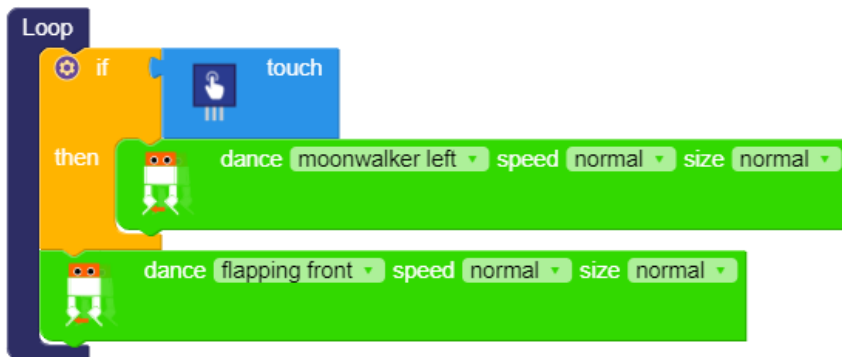 Loop
if touch
then dance moonwalker left speed normal size normal
dance flapping front speed normal size normal